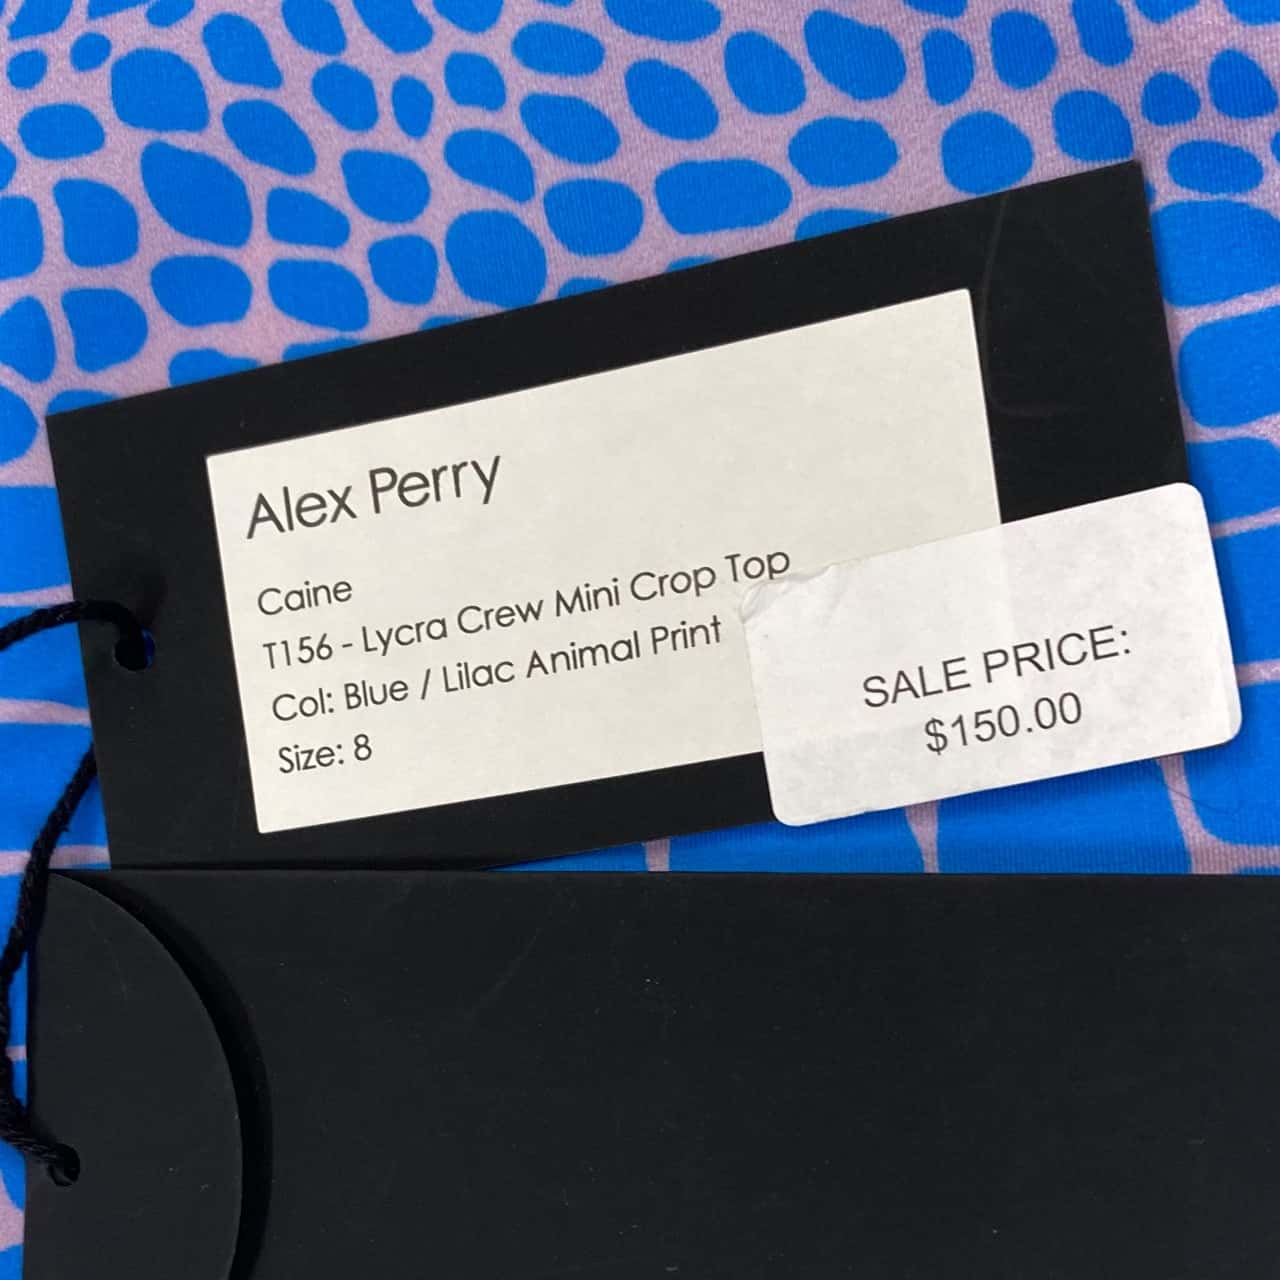 Alex Perry
Caine
T156 - Lycra Crew Mini Crop Top
Col: Blue / Lilac Animal Print
Size: 8
SALE PRICE:
$150.00